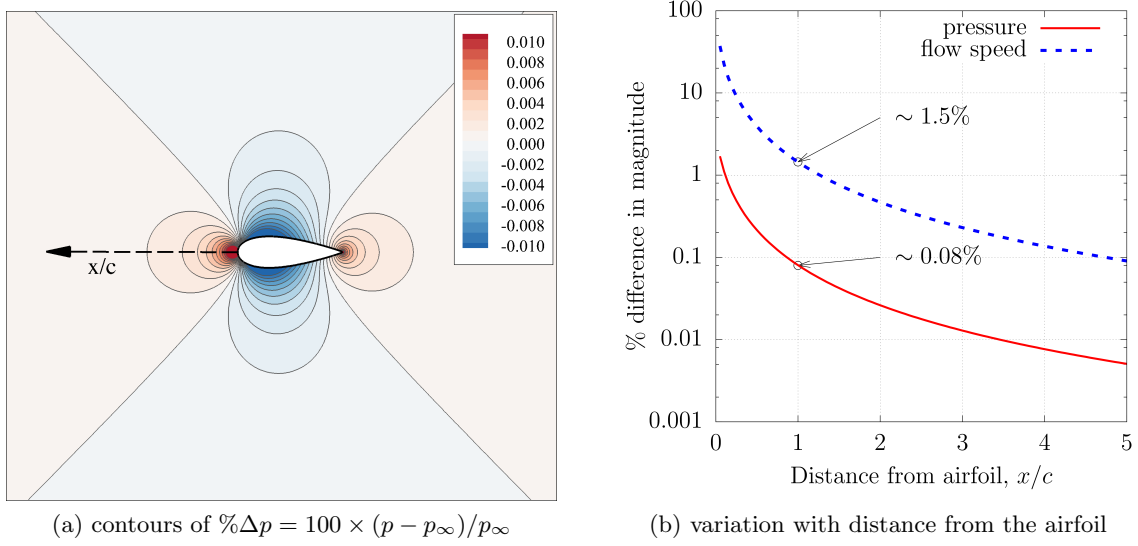 0.010
0.008
0.006
0.004
0.002
0.000
-0.002
-0.004
-0.006
-0.008
-0.010
x/c
(a) contours of %Δp = 100 × (p − p∞)/p∞
100
10
1
0.1
0.01
0.001
% difference in magnitude
pressure
flow speed
∼ 1.5%
∼ 0.08%
0 1 2 3 4 5
Distance from airfoil, x/c
(b) variation with distance from the airfoil